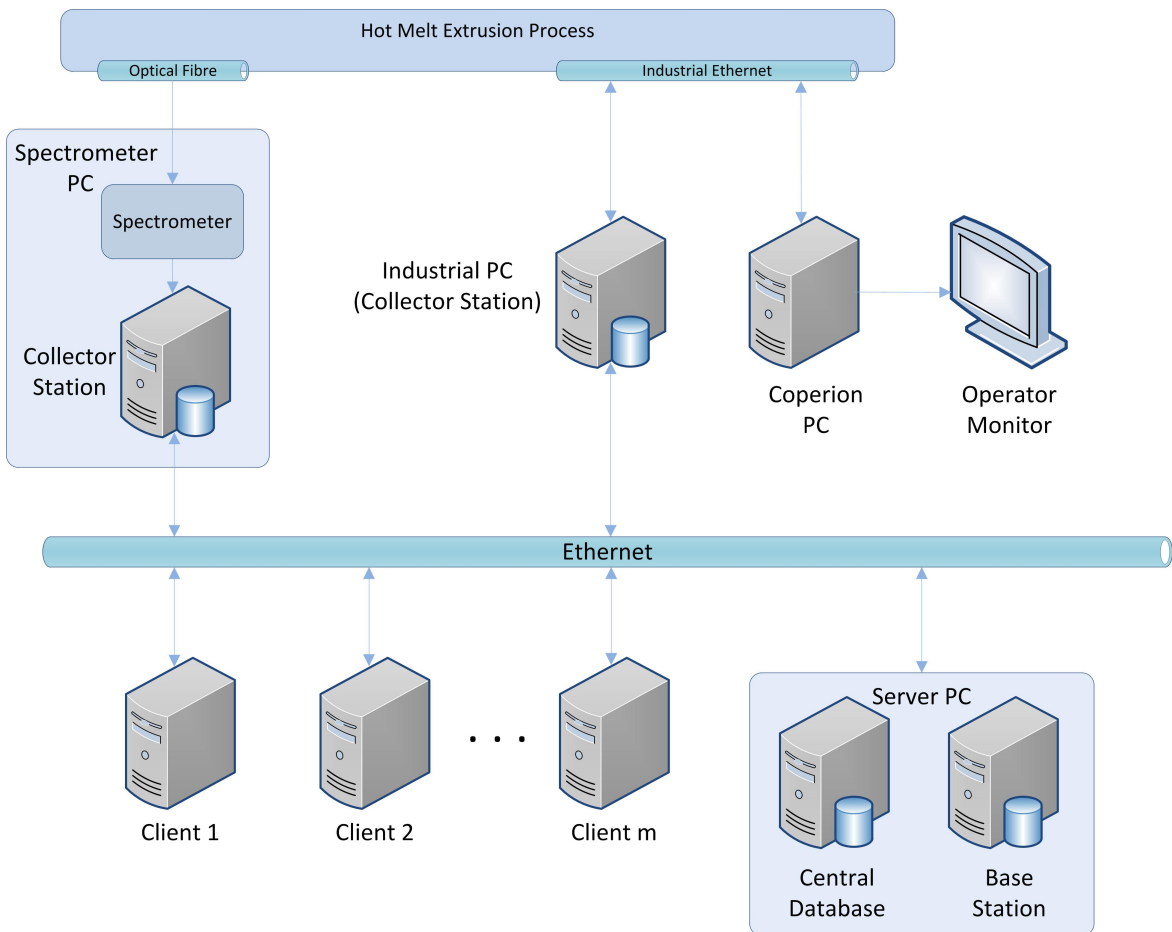 Hot Melt Extrusion Process
Optical Fibre
Industrial Ethernet
Spectrometer
PC
Spectrometer
Collector
Station
Industrial PC
(Collector Station)
Coperion
PC
Operator
Monitor
Ethernet
Client 1
Client 2
. . .
Client m
Server PC
Central
Database
Base
Station